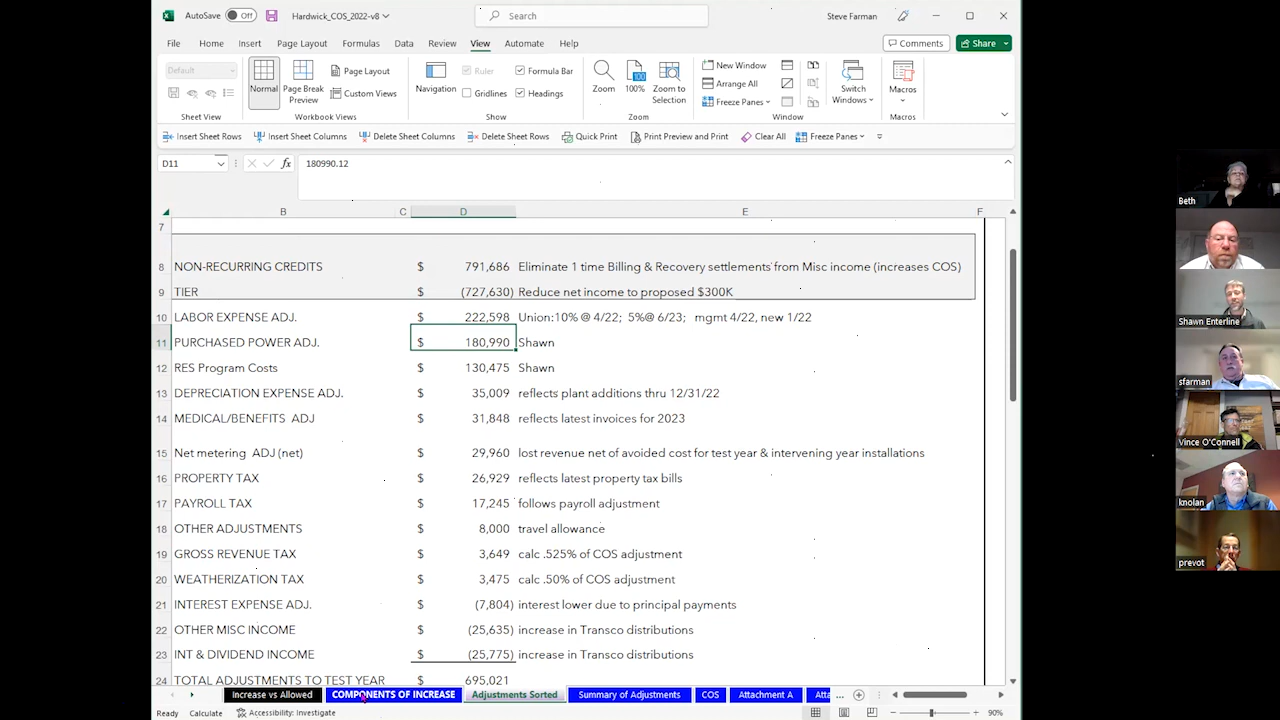 AutoSave Off Hardwick_COS_2022-v8 Search Steve Farman
File Home Insert Page Layout Formulas Data Review View Automate Help Comments Share
Default Normal Page Break Preview Page Layout Custom Views Navigation Ruler Formula Bar Gridlines Headings Zoom 100% Zoom to Selection New Window Arrange All Freeze Panes Switch Windows Macros
Sheet View Workbook Views Show Zoom Window Macros
Insert Sheet Rows Insert Sheet Columns Delete Sheet Columns Delete Sheet Rows Quick Print Print Preview and Print Clear All Freeze Panes
D11 fx 180990.12
B C D E F
7
8 NON-RECURRING CREDITS $ 791,686 Eliminate 1 time Billing & Recovery settlements from Misc income (increases COS)
9 TIER $ (727,630) Reduce net income to proposed $300K
10 LABOR EXPENSE ADJ. $ 222,598 Union:10% @ 4/22; 5%@ 6/23; mgmt 4/22, new 1/22
11 PURCHASED POWER ADJ. $ 180,990 Shawn
12 RES Program Costs $ 130,475 Shawn
13 DEPRECIATION EXPENSE ADJ. $ 35,009 reflects plant additions thru 12/31/22
14 MEDICAL/BENEFITS ADJ $ 31,848 reflects latest invoices for 2023
15 Net metering ADJ (net) $ 29,960 lost revenue net of avoided cost for test year & intervening year installations
16 PROPERTY TAX $ 26,929 reflects latest property tax bills
17 PAYROLL TAX $ 17,245 follows payroll adjustment
18 OTHER ADJUSTMENTS $ 8,000 travel allowance
19 GROSS REVENUE TAX $ 3,649 calc .525% of COS adjustment
20 WEATHERIZATION TAX $ 3,475 calc .50% of COS adjustment
21 INTEREST EXPENSE ADJ. $ (7,804) interest lower due to principal payments
22 OTHER MISC INCOME $ (25,635) increase in Transco distributions
23 INT & DIVIDEND INCOME $ (25,775) increase in Transco distributions
24 TOTAL ADJUSTMENTS TO TEST YEAR $ 695,021
Increase vs Allowed COMPONENTS OF INCREASE Adjustments Sorted Summary of Adjustments COS Attachment A Atta ...
Ready Calculate Accessibility: Investigate 90%
Beth
Shawn Enterline
sfarman
Vince O'Connell
knolan
prevot